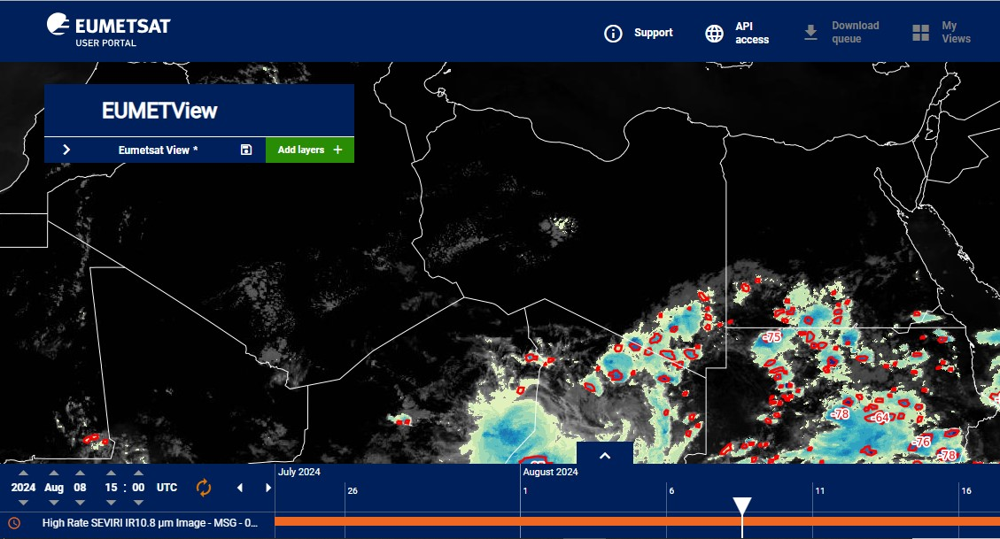 EUMETSAT
USER PORTAL
Support
API
access
Download
queue
My
Views
EUMETView
Eumetsat View *
Add layers +
-75
-78
-64
-76
-78
July 2024
August 2024
2024 Aug 08 15 : 00 UTC
26
1
6
11
16
High Rate SEVIRI IR10.8 µm Image - MSG - 0...